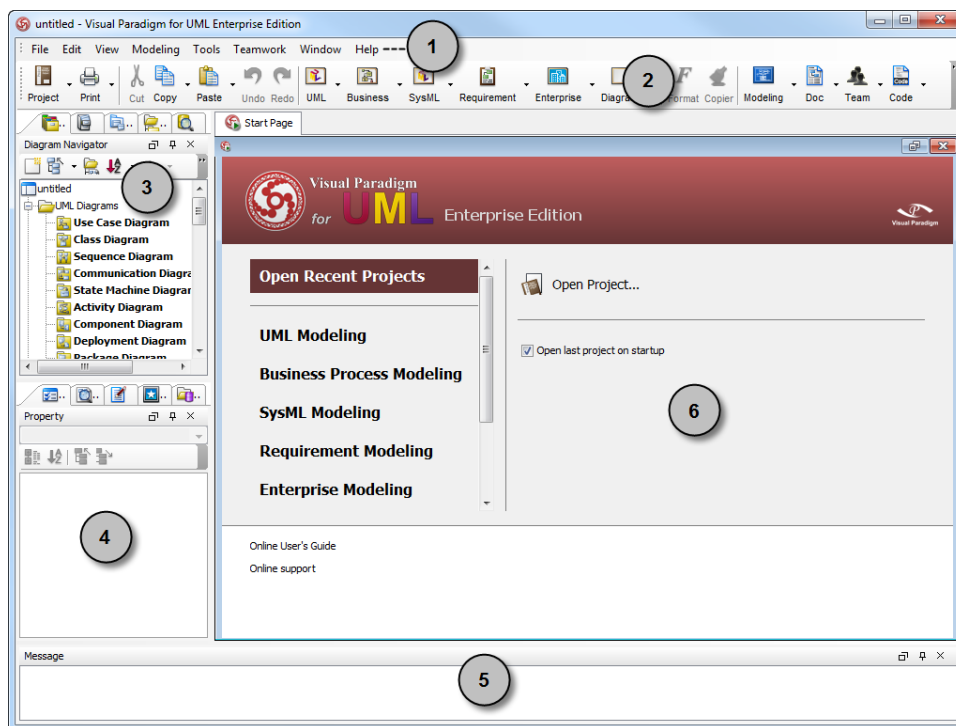 untitled - Visual Paradigm for UML Enterprise Edition
File Edit View Modeling Tools Teamwork Window Help ---
1
Project Print Cut Copy Paste Undo Redo UML Business SysML Requirement Enterprise Format Copier Modeling Doc Team Code
2
Start Page
Diagram Navigator
3
untitled
UML Diagrams
Use Case Diagram
Class Diagram
Sequence Diagram
Communication Diagra
State Machine Diagrar
Activity Diagram
Component Diagram
Deployment Diagram
Package Diagram
Property
4
Visual Paradigm
for UML Enterprise Edition
Visual Paradigm
Open Recent Projects
UML Modeling
Business Process Modeling
SysML Modeling
Requirement Modeling
Enterprise Modeling
Open Project...
Open last project on startup
6
Online User's Guide
Online support
Message
5